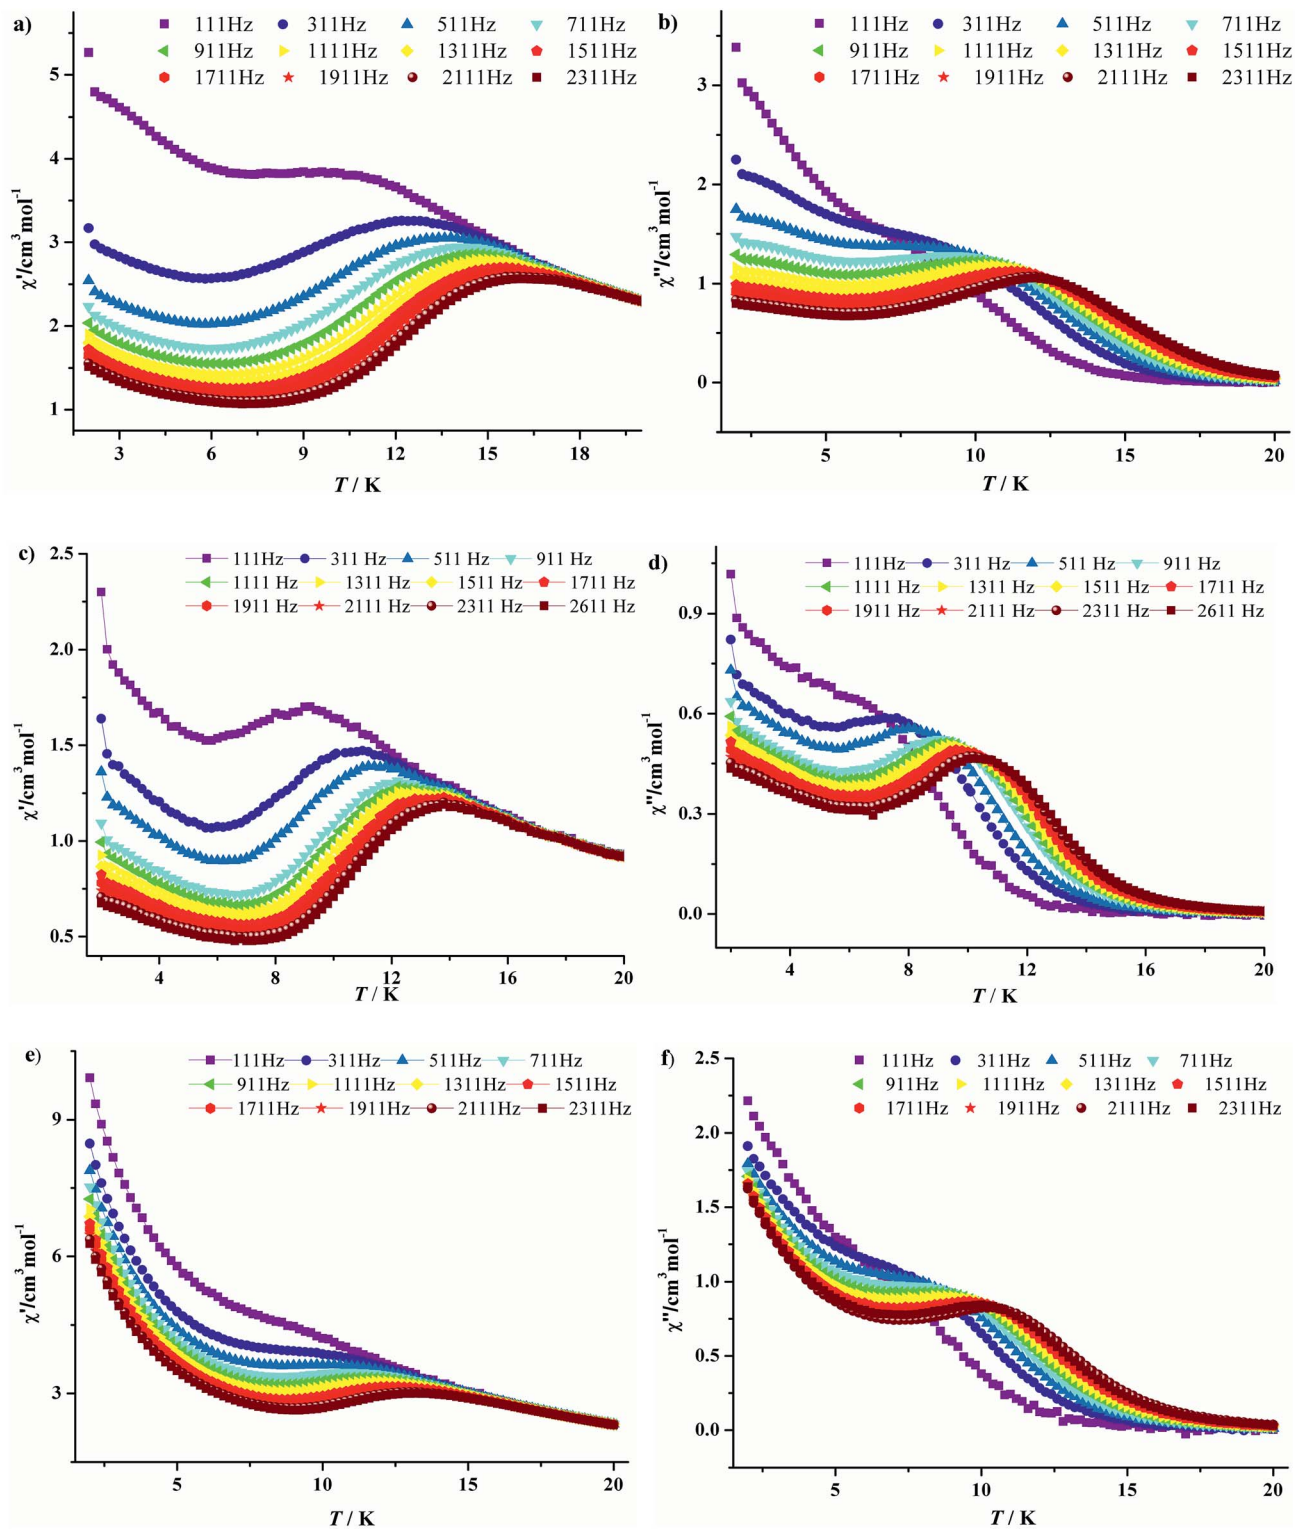 a)
111Hz 311Hz 511Hz 711Hz
911Hz 1111Hz 1311Hz 1511Hz
1711Hz 1911Hz 2111Hz 2311Hz
5
4
3
2
1
χ'/cm³mol⁻¹
3 6 9 12 15 18
T / K
b)
111Hz 311Hz 511Hz 711Hz
911Hz 1111Hz 1311Hz 1511Hz
1711Hz 1911Hz 2111Hz 2311Hz
3
2
1
0
χ''/cm³mol⁻¹
5 10 15 20
T / K
c)
111Hz 311 Hz 511 Hz 911 Hz
1111 Hz 1311 Hz 1511 Hz 1711 Hz
1911 Hz 2111 Hz 2311 Hz 2611 Hz
2.5
2.0
1.5
1.0
0.5
χ'/cm³mol⁻¹
4 8 12 16 20
T / K
d)
111Hz 311 Hz 511 Hz 911 Hz
1111 Hz 1311 Hz 1511 Hz 1711 Hz
1911 Hz 2111 Hz 2311 Hz 2611 Hz
0.9
0.6
0.3
0.0
χ''/cm³mol⁻¹
4 8 12 16 20
T / K
e)
111Hz 311Hz 511Hz 711Hz
911Hz 1111Hz 1311Hz 1511Hz
1711Hz 1911Hz 2111Hz 2311Hz
9
6
3
χ'/cm³mol⁻¹
5 10 15 20
T / K
f)
111Hz 311Hz 511Hz 711Hz
911Hz 1111Hz 1311Hz 1511Hz
1711Hz 1911Hz 2111Hz 2311Hz
2.5
2.0
1.5
1.0
0.5
0.0
χ''/cm³mol⁻¹
5 10 15 20
T / K